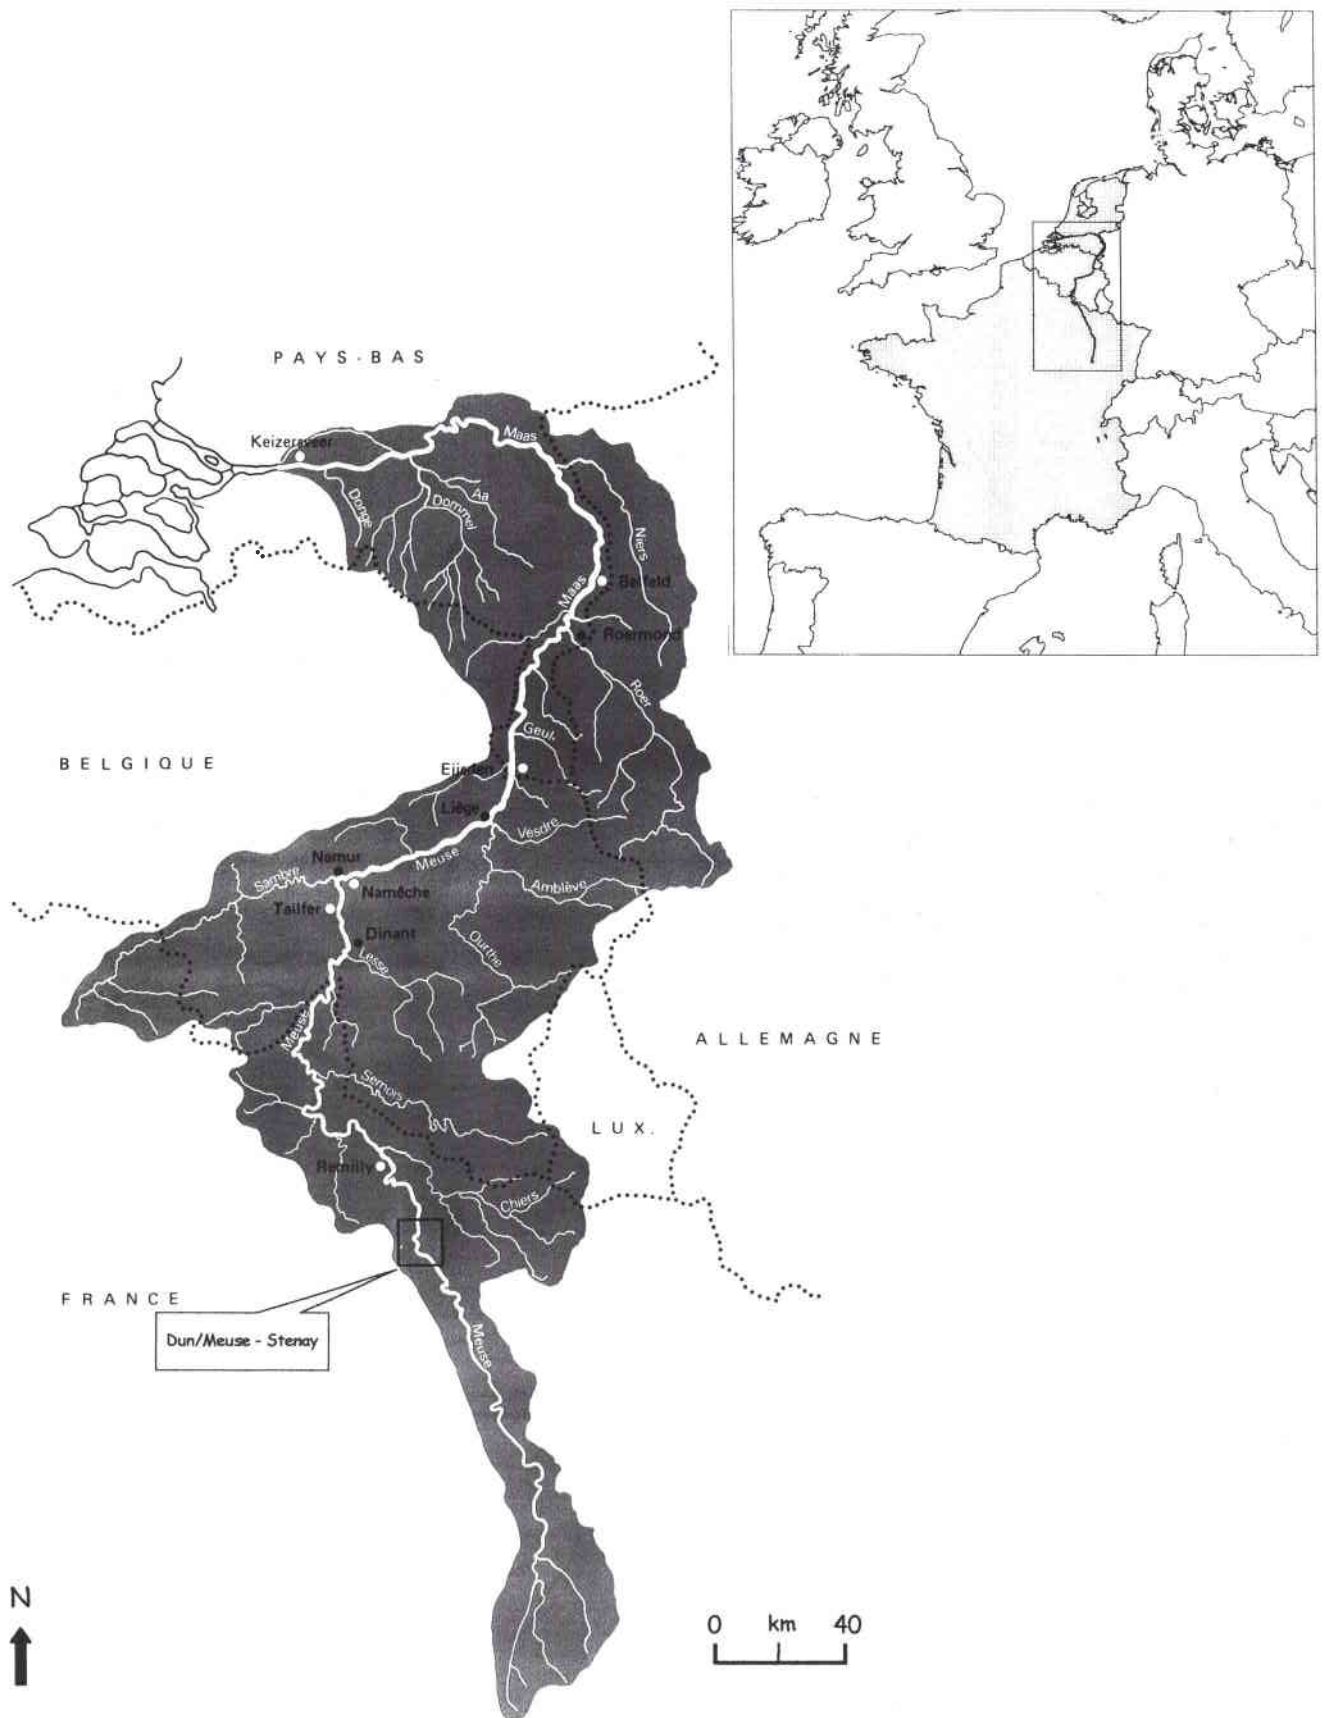 PAYS-BAS
Keizersveer
Maas
Aa
Donge
Dommel
Niers
Maas
Belfeld
Roermond
Roer
Geul
BELGIQUE
Eijsden
Liège
Vesdre
Meuse
Namur
Sambre
Namêche
Amblève
Tailfer
Dinant
Lesse
Ourthe
Meuse
ALLEMAGNE
Semois
LUX.
Remilly
Chiers
FRANCE
Dun/Meuse - Stenay
Meuse
N
0 km 40